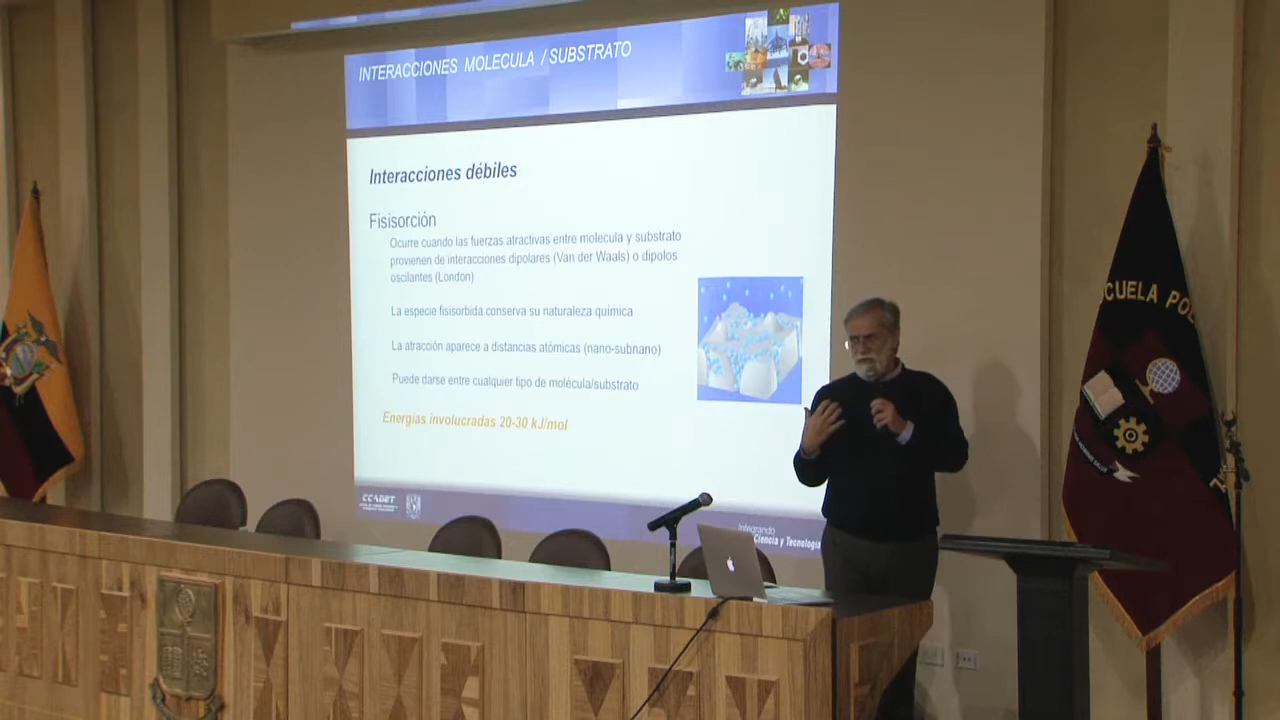 INTERACCIONES MOLECULA / SUBSTRATO
Interacciones débiles
Fisisorción
Ocurre cuando las fuerzas atractivas entre molecula y substrato
provienen de interacciones dipolares (Van der Waals) o dipolos
oscilantes (London)
La especie fisisorbida conserva su naturaleza química
La atracción aparece a distancias atómicas (nano-subnano)
Puede darse entre cualquier tipo de molécula/substrato
Energías involucradas 20-30 kJ/mol
CCADET
Integrando
Ciencia y Tecnología
CUELA POL